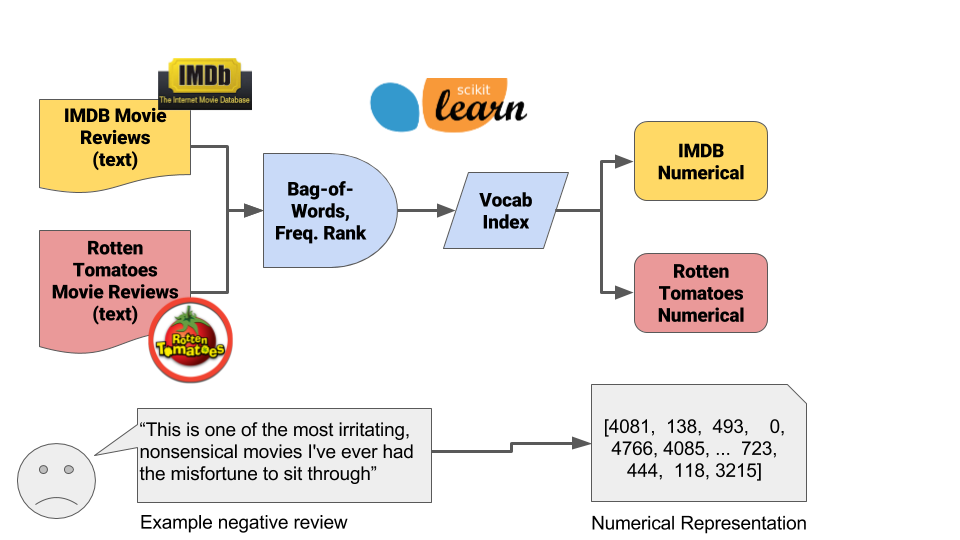 IMDb
The Internet Movie Database
IMDB Movie
Reviews
(text)
scikit
learn
Bag-of-
Words,
Freq. Rank
Vocab
Index
IMDB
Numerical
Rotten
Tomatoes
Movie Reviews
(text)
Rotten
Tomatoes
Rotten
Tomatoes
Numerical
“This is one of the most irritating,
nonsensical movies I've ever had
the misfortune to sit through”
Example negative review
[4081, 138, 493, 0,
4766, 4085, ... 723,
444, 118, 3215]
Numerical Representation